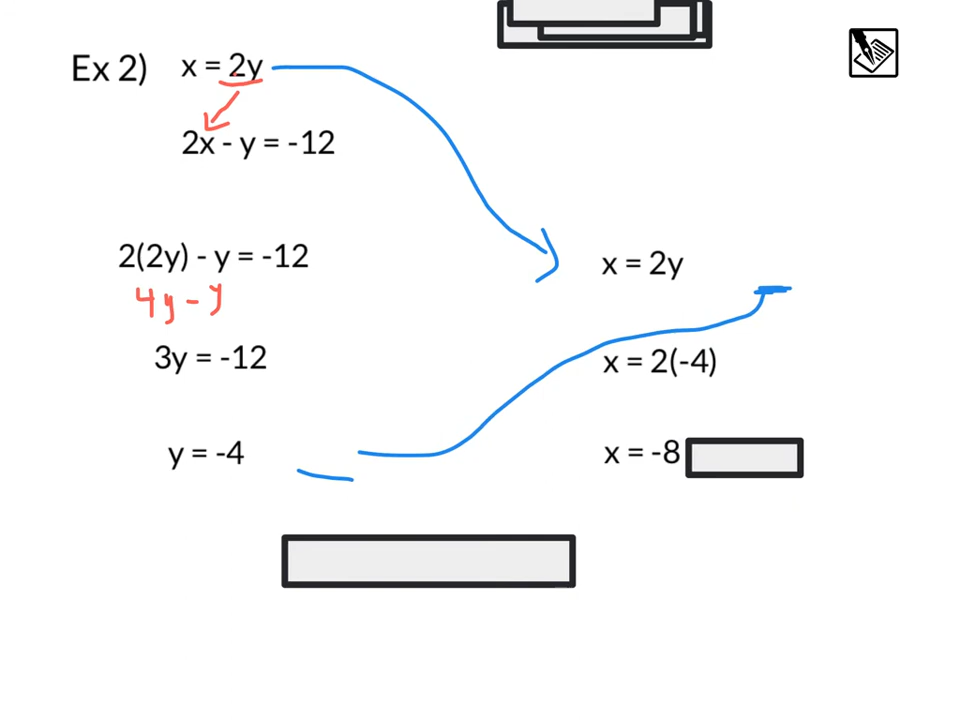 Ex 2) x = 2y
2x - y = -12
2(2y) - y = -12
4y - y
3y = -12
y = -4
x = 2y
x = 2(-4)
x = -8